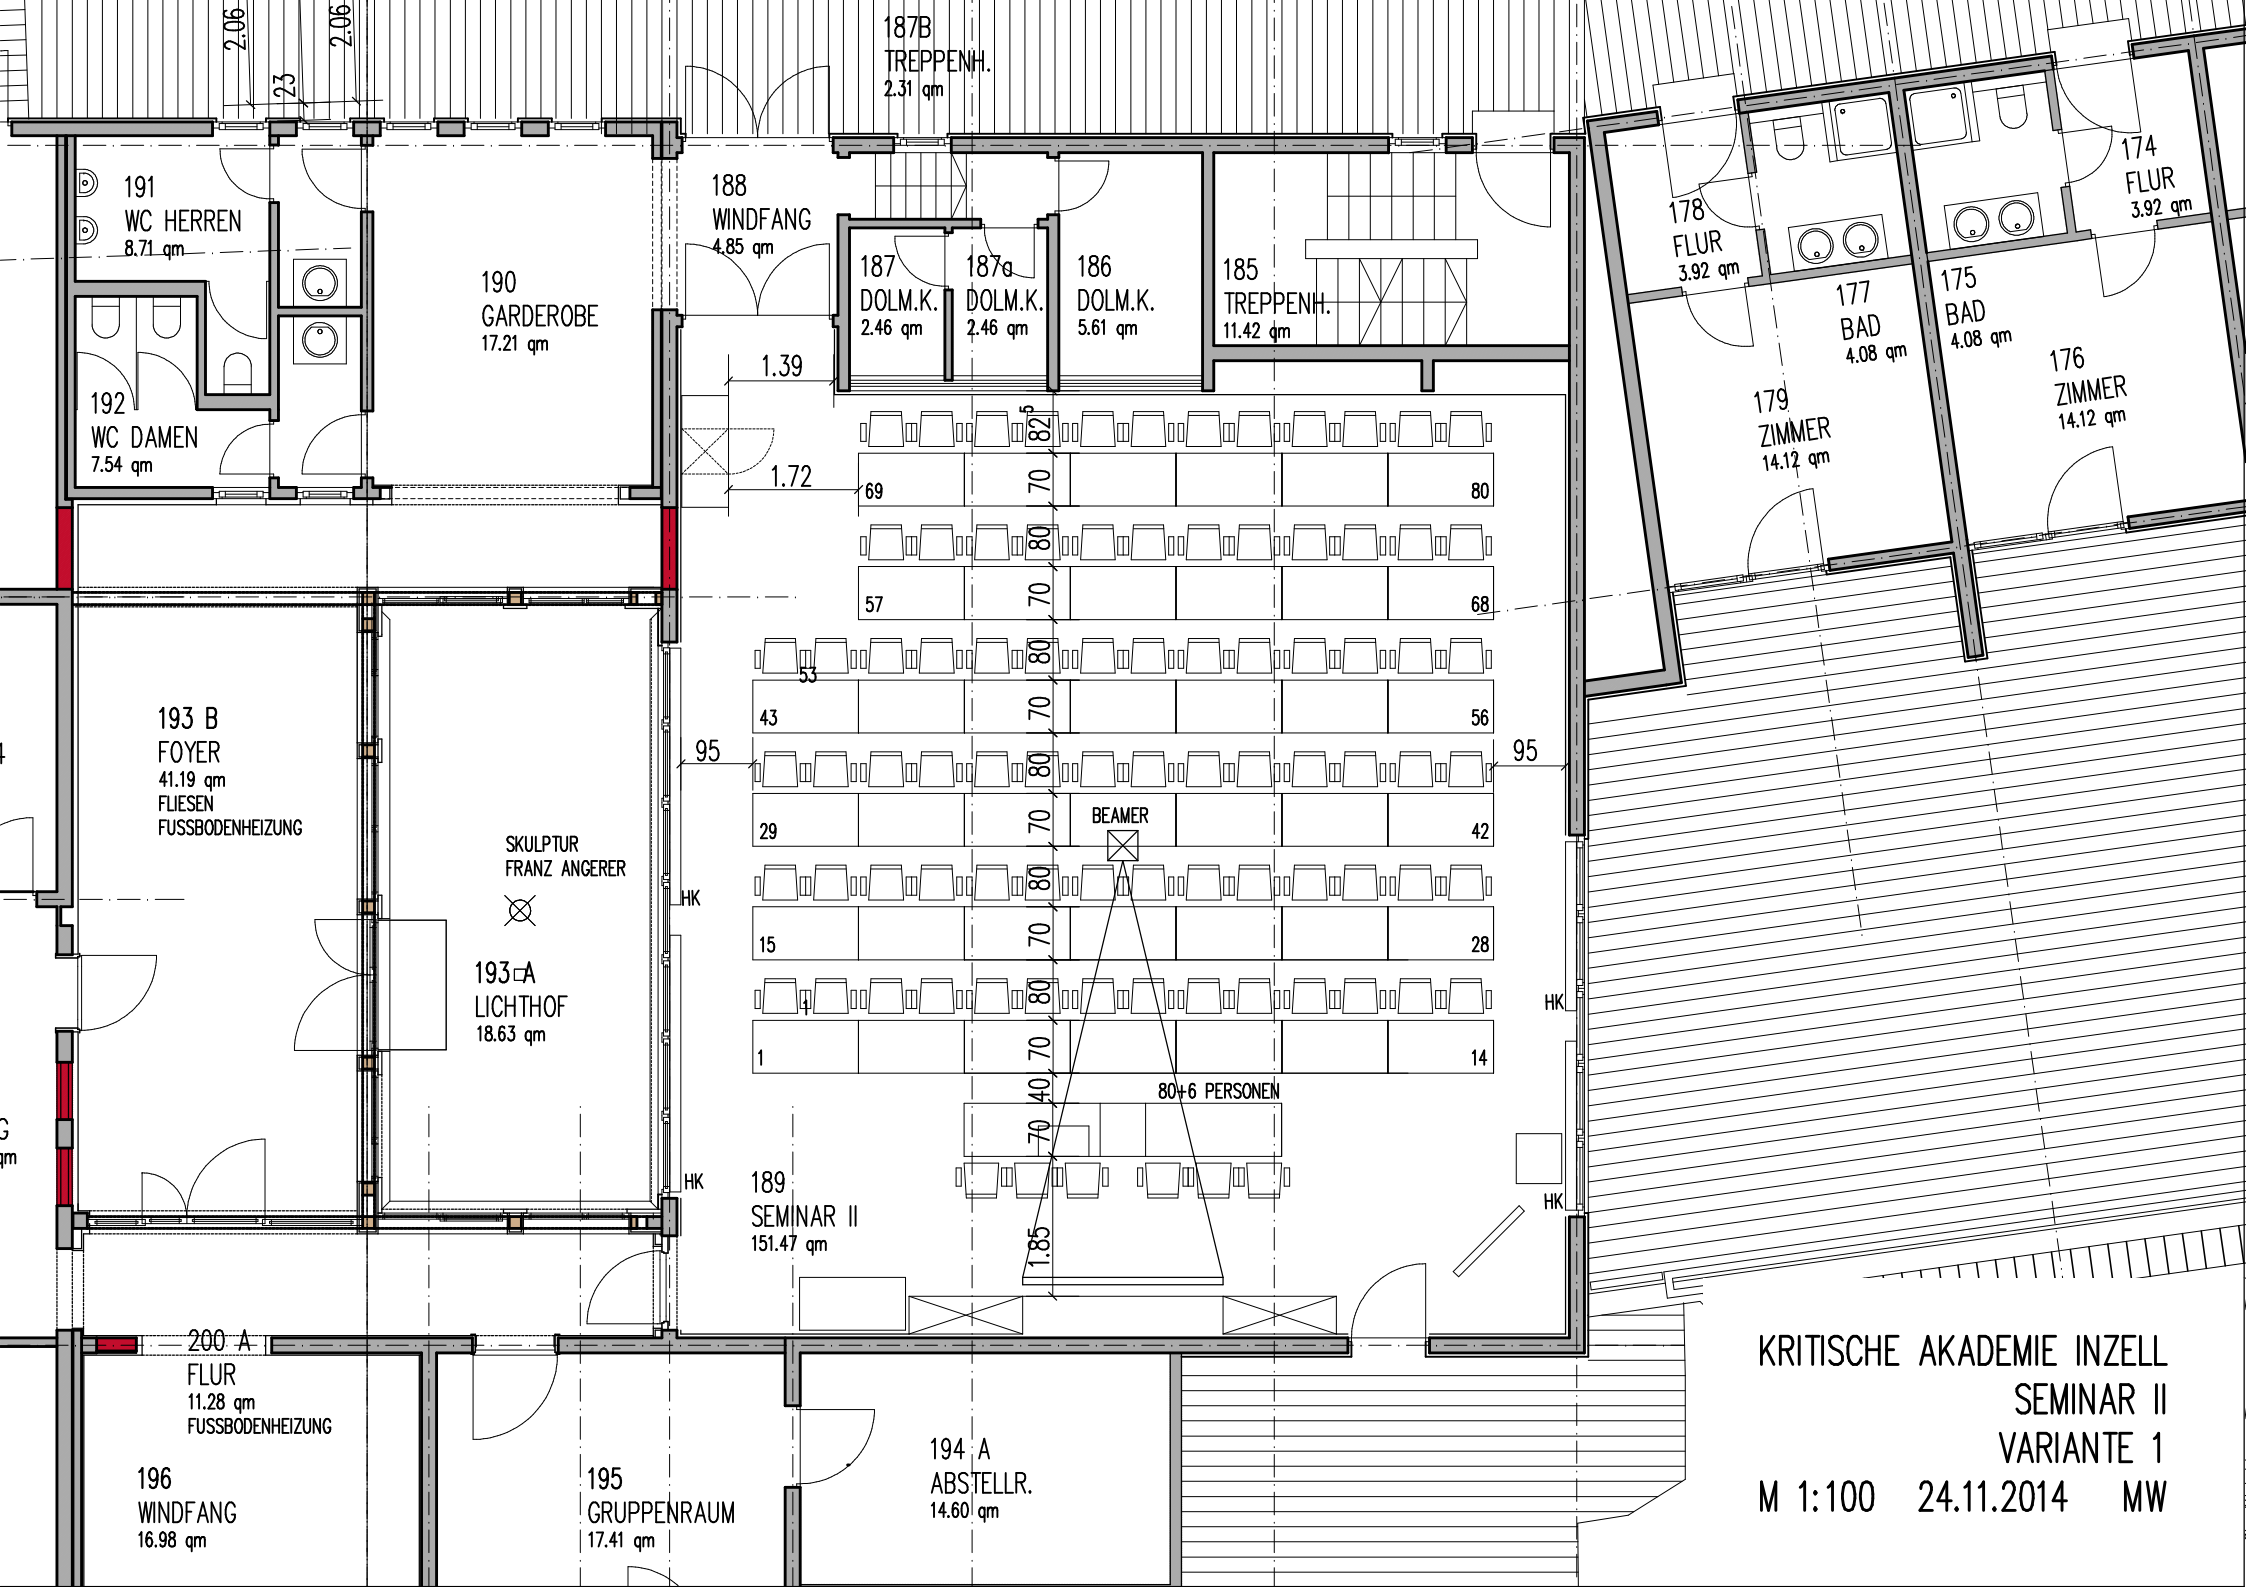 2.06
23
2.06
187B
TREPPENH.
2.31 qm
191
WC HERREN
8.71 qm
188
WINDFANG
4.85 qm
190
GARDEROBE
17.21 qm
187
DOLM.K.
2.46 qm
187a
DOLM.K.
2.46 qm
186
DOLM.K.
5.61 qm
185
TREPPENH.
11.42 qm
178
FLUR
3.92 qm
174
FLUR
3.92 qm
177
BAD
4.08 qm
175
BAD
4.08 qm
179
ZIMMER
14.12 qm
176
ZIMMER
14.12 qm
192
WC DAMEN
7.54 qm
1.39
1.72
82 5
70
69
80
80
70
57
68
80
53
70
43
56
95
80
95
70
29
42
BEAMER
80
70
15
28
80
1
70
1
14
40
80+6 PERSONEN
70
1.85
HK
HK
HK
HK
193 B
FOYER
41.19 qm
FLIESEN
FUSSBODENHEIZUNG
SKULPTUR
FRANZ ANGERER
193 A
LICHTHOF
18.63 qm
189
SEMINAR II
151.47 qm
4
G
qm
200 A
FLUR
11.28 qm
FUSSBODENHEIZUNG
196
WINDFANG
16.98 qm
195
GRUPPENRAUM
17.41 qm
194 A
ABSTELLR.
14.60 qm
KRITISCHE AKADEMIE INZELL
SEMINAR II
VARIANTE 1
M 1:100 24.11.2014 MW